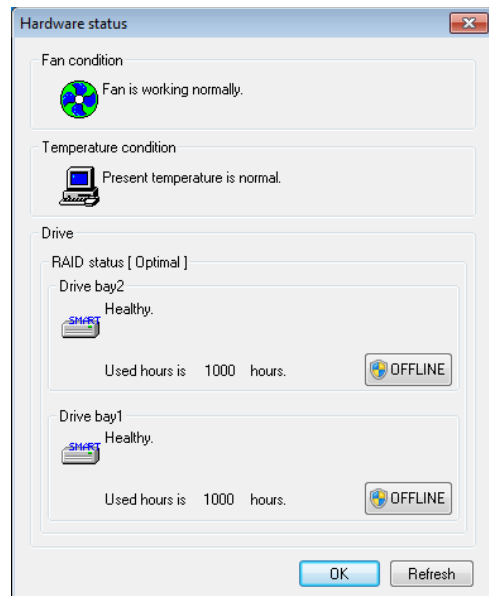 Hardware status
Fan condition
Fan is working normally.
Temperature condition
Present temperature is normal.
Drive
RAID status [ Optimal ]
Drive bay2
SMART
Healthy.
Used hours is 1000 hours.
OFFLINE
Drive bay1
SMART
Healthy.
Used hours is 1000 hours.
OFFLINE
OK
Refresh